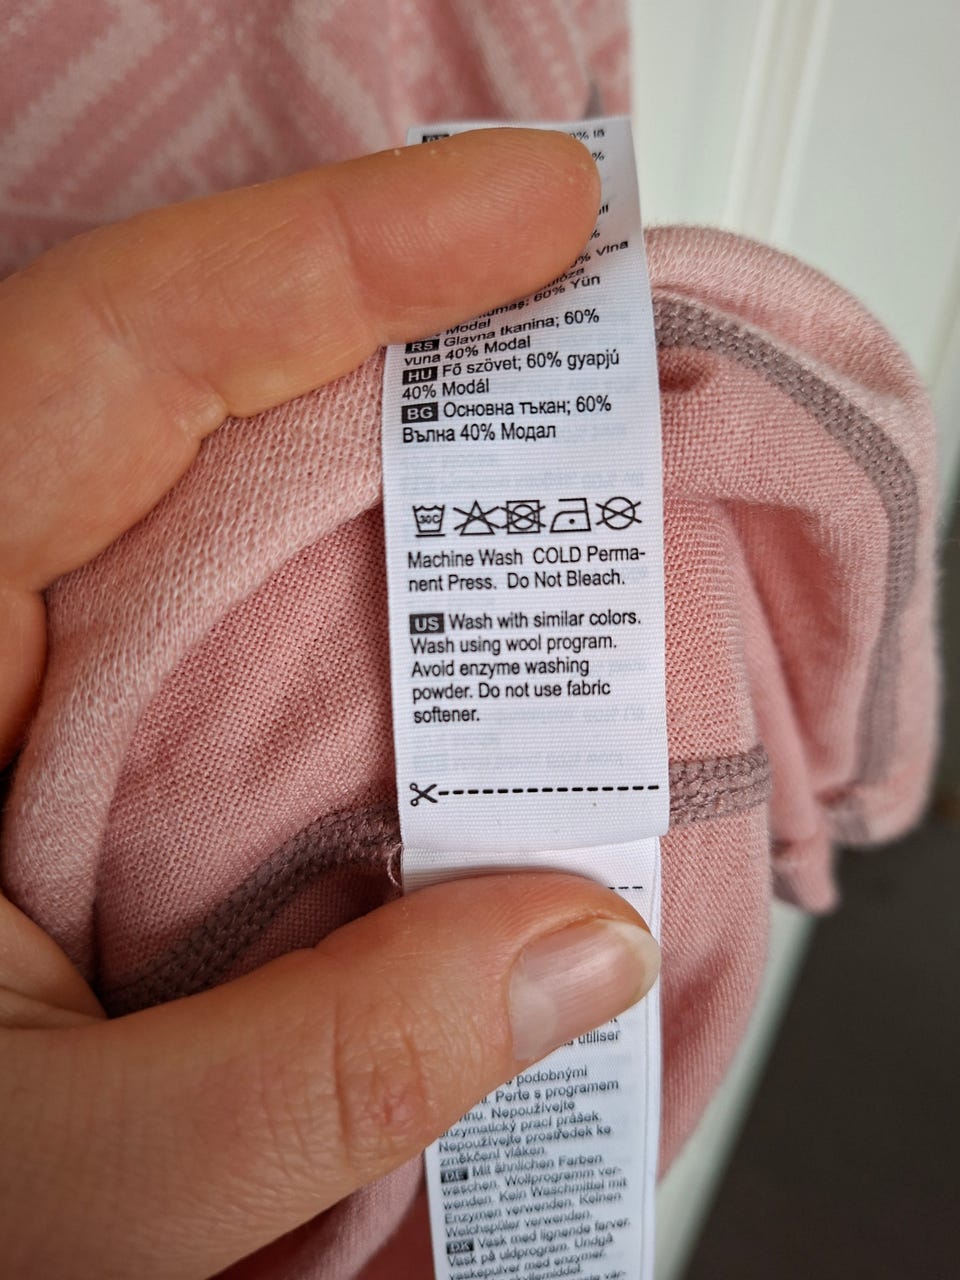 % Vlna
60% Yün
Modal
RS Glavna tkanina; 60%
vuna 40% Modal
HU Fő szövet; 60% gyapjú
40% Modál
BG Основна тъкан; 60%
Вълна 40% Модал
30C
Machine Wash COLD Perma-
nent Press. Do Not Bleach.
US Wash with similar colors.
Wash using wool program.
Avoid enzyme washing
powder. Do not use fabric
softener.
utiliser
podobnými
Perte s programem
Nepoužívejte
enzymatický prací prášek.
Nepoužívejte prostředek ke
změkčení vláken.
DE Mit ähnlichen Farben
waschen. Wollprogramm ver-
wenden. Kein Waschmittel mit
Enzymen verwenden. Keinen
Weichspüler verwenden.
DK Vask med lignende farver.
Vask på uldprogram. Undgå
vaskepulver med enzymer.